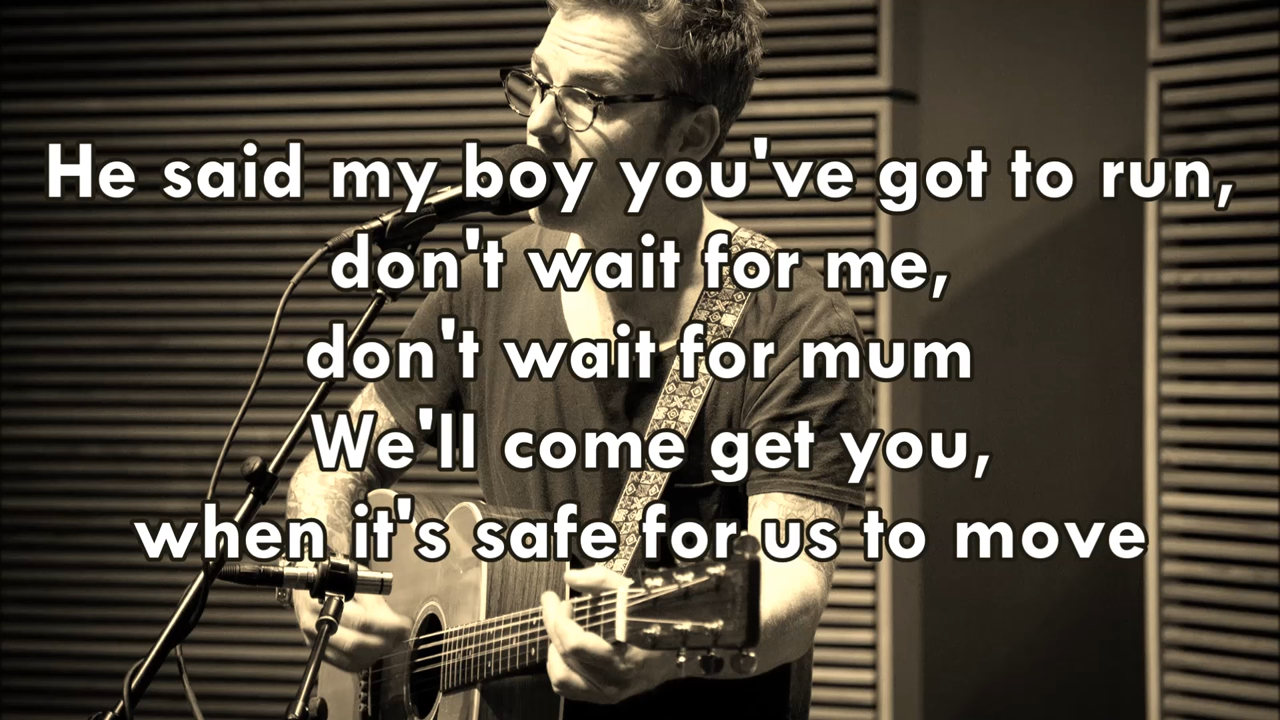 He said my boy you've got to run,
don't wait for me,
don't wait for mum
We'll come get you,
when it's safe for us to move